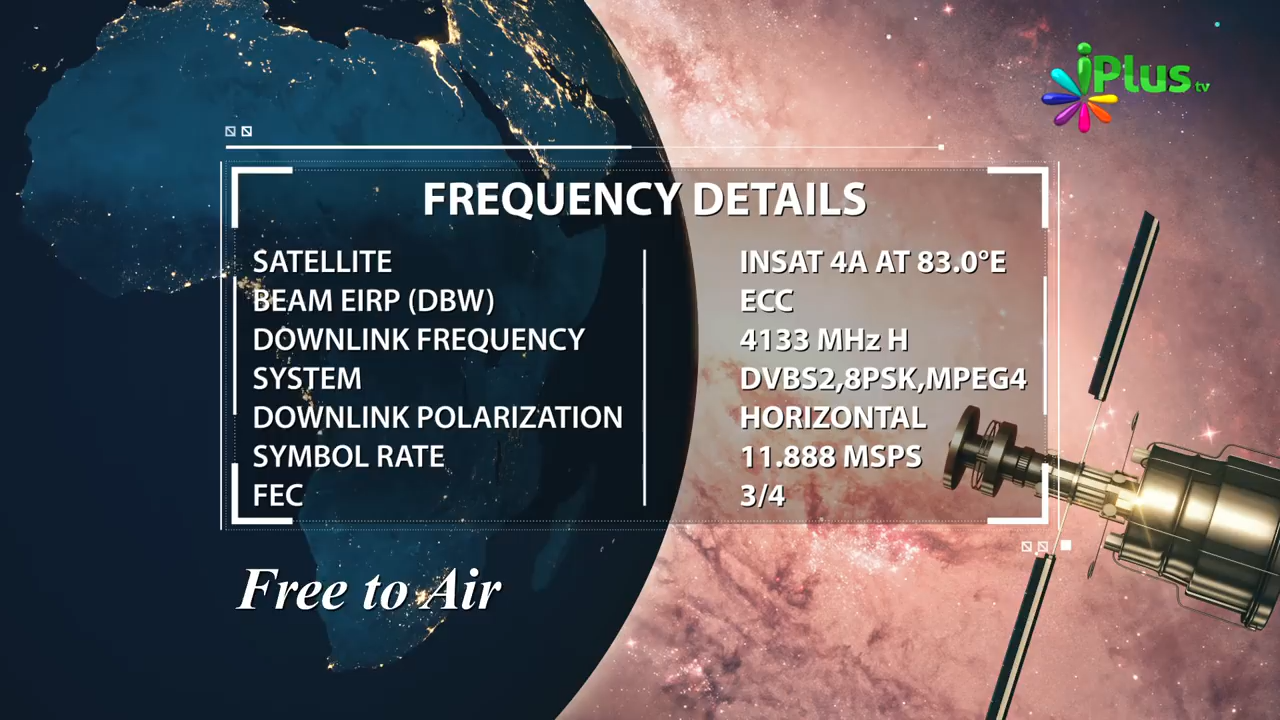 iPlus tv
FREQUENCY DETAILS
SATELLITE INSAT 4A AT 83.0°E
BEAM EIRP (DBW) ECC
DOWNLINK FREQUENCY 4133 MHz H
SYSTEM DVBS2,8PSK,MPEG4
DOWNLINK POLARIZATION HORIZONTAL
SYMBOL RATE 11.888 MSPS
FEC 3/4
Free to Air